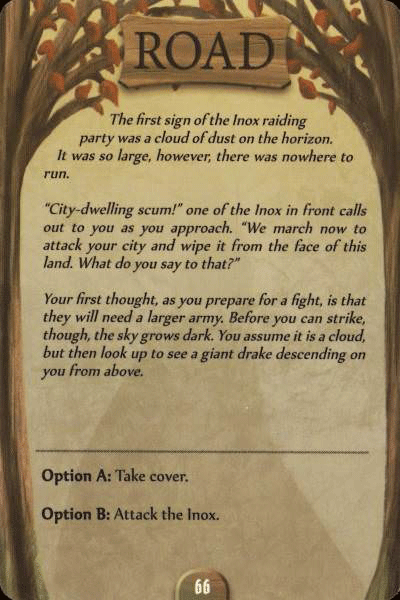 ROAD
The first sign of the Inox raiding
party was a cloud of dust on the horizon.
It was so large, however, there was nowhere to
run.
“City-dwelling scum!” one of the Inox in front calls
out to you as you approach. “We march now to
attack your city and wipe it from the face of this
land. What do you say to that?”
Your first thought, as you prepare for a fight, is that
they will need a larger army. Before you can strike,
though, the sky grows dark. You assume it is a cloud,
but then look up to see a giant drake descending on
you from above.
Option A: Take cover.
Option B: Attack the Inox.
66